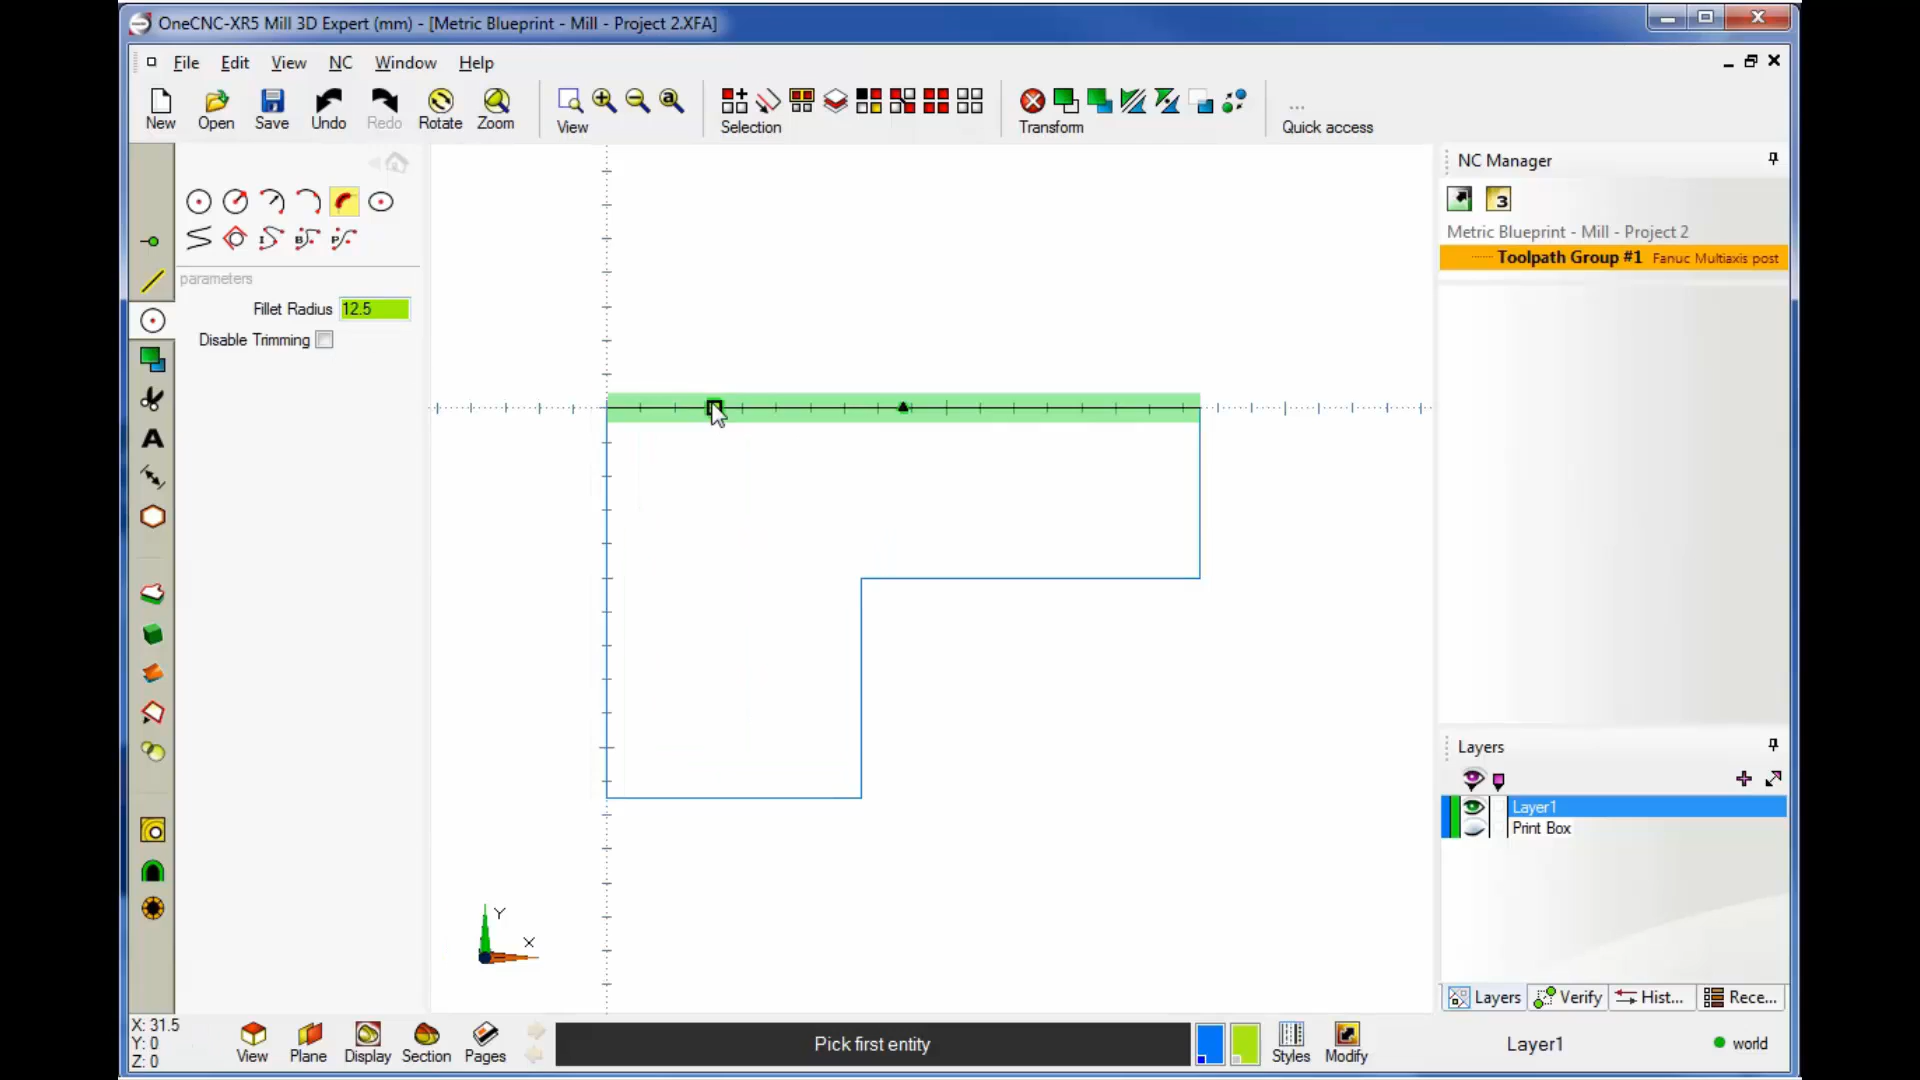 OneCNC-XR5 Mill 3D Expert (mm) - [Metric Blueprint - Mill - Project 2.XFA]
File Edit View NC Window Help
New Open Save Undo Redo Rotate Zoom View Selection Transform ... Quick access
parameters
Fillet Radius 12.5
Disable Trimming
NC Manager
3
Metric Blueprint - Mill - Project 2
Toolpath Group #1 Fanuc Multiaxis post
Layers
Layer1
Print Box
Y
X
Layers Verify Hist... Rece...
X: 31.5
Y: 0
Z: 0
View Plane Display Section Pages
Pick first entity
Styles Modify
Layer1
world